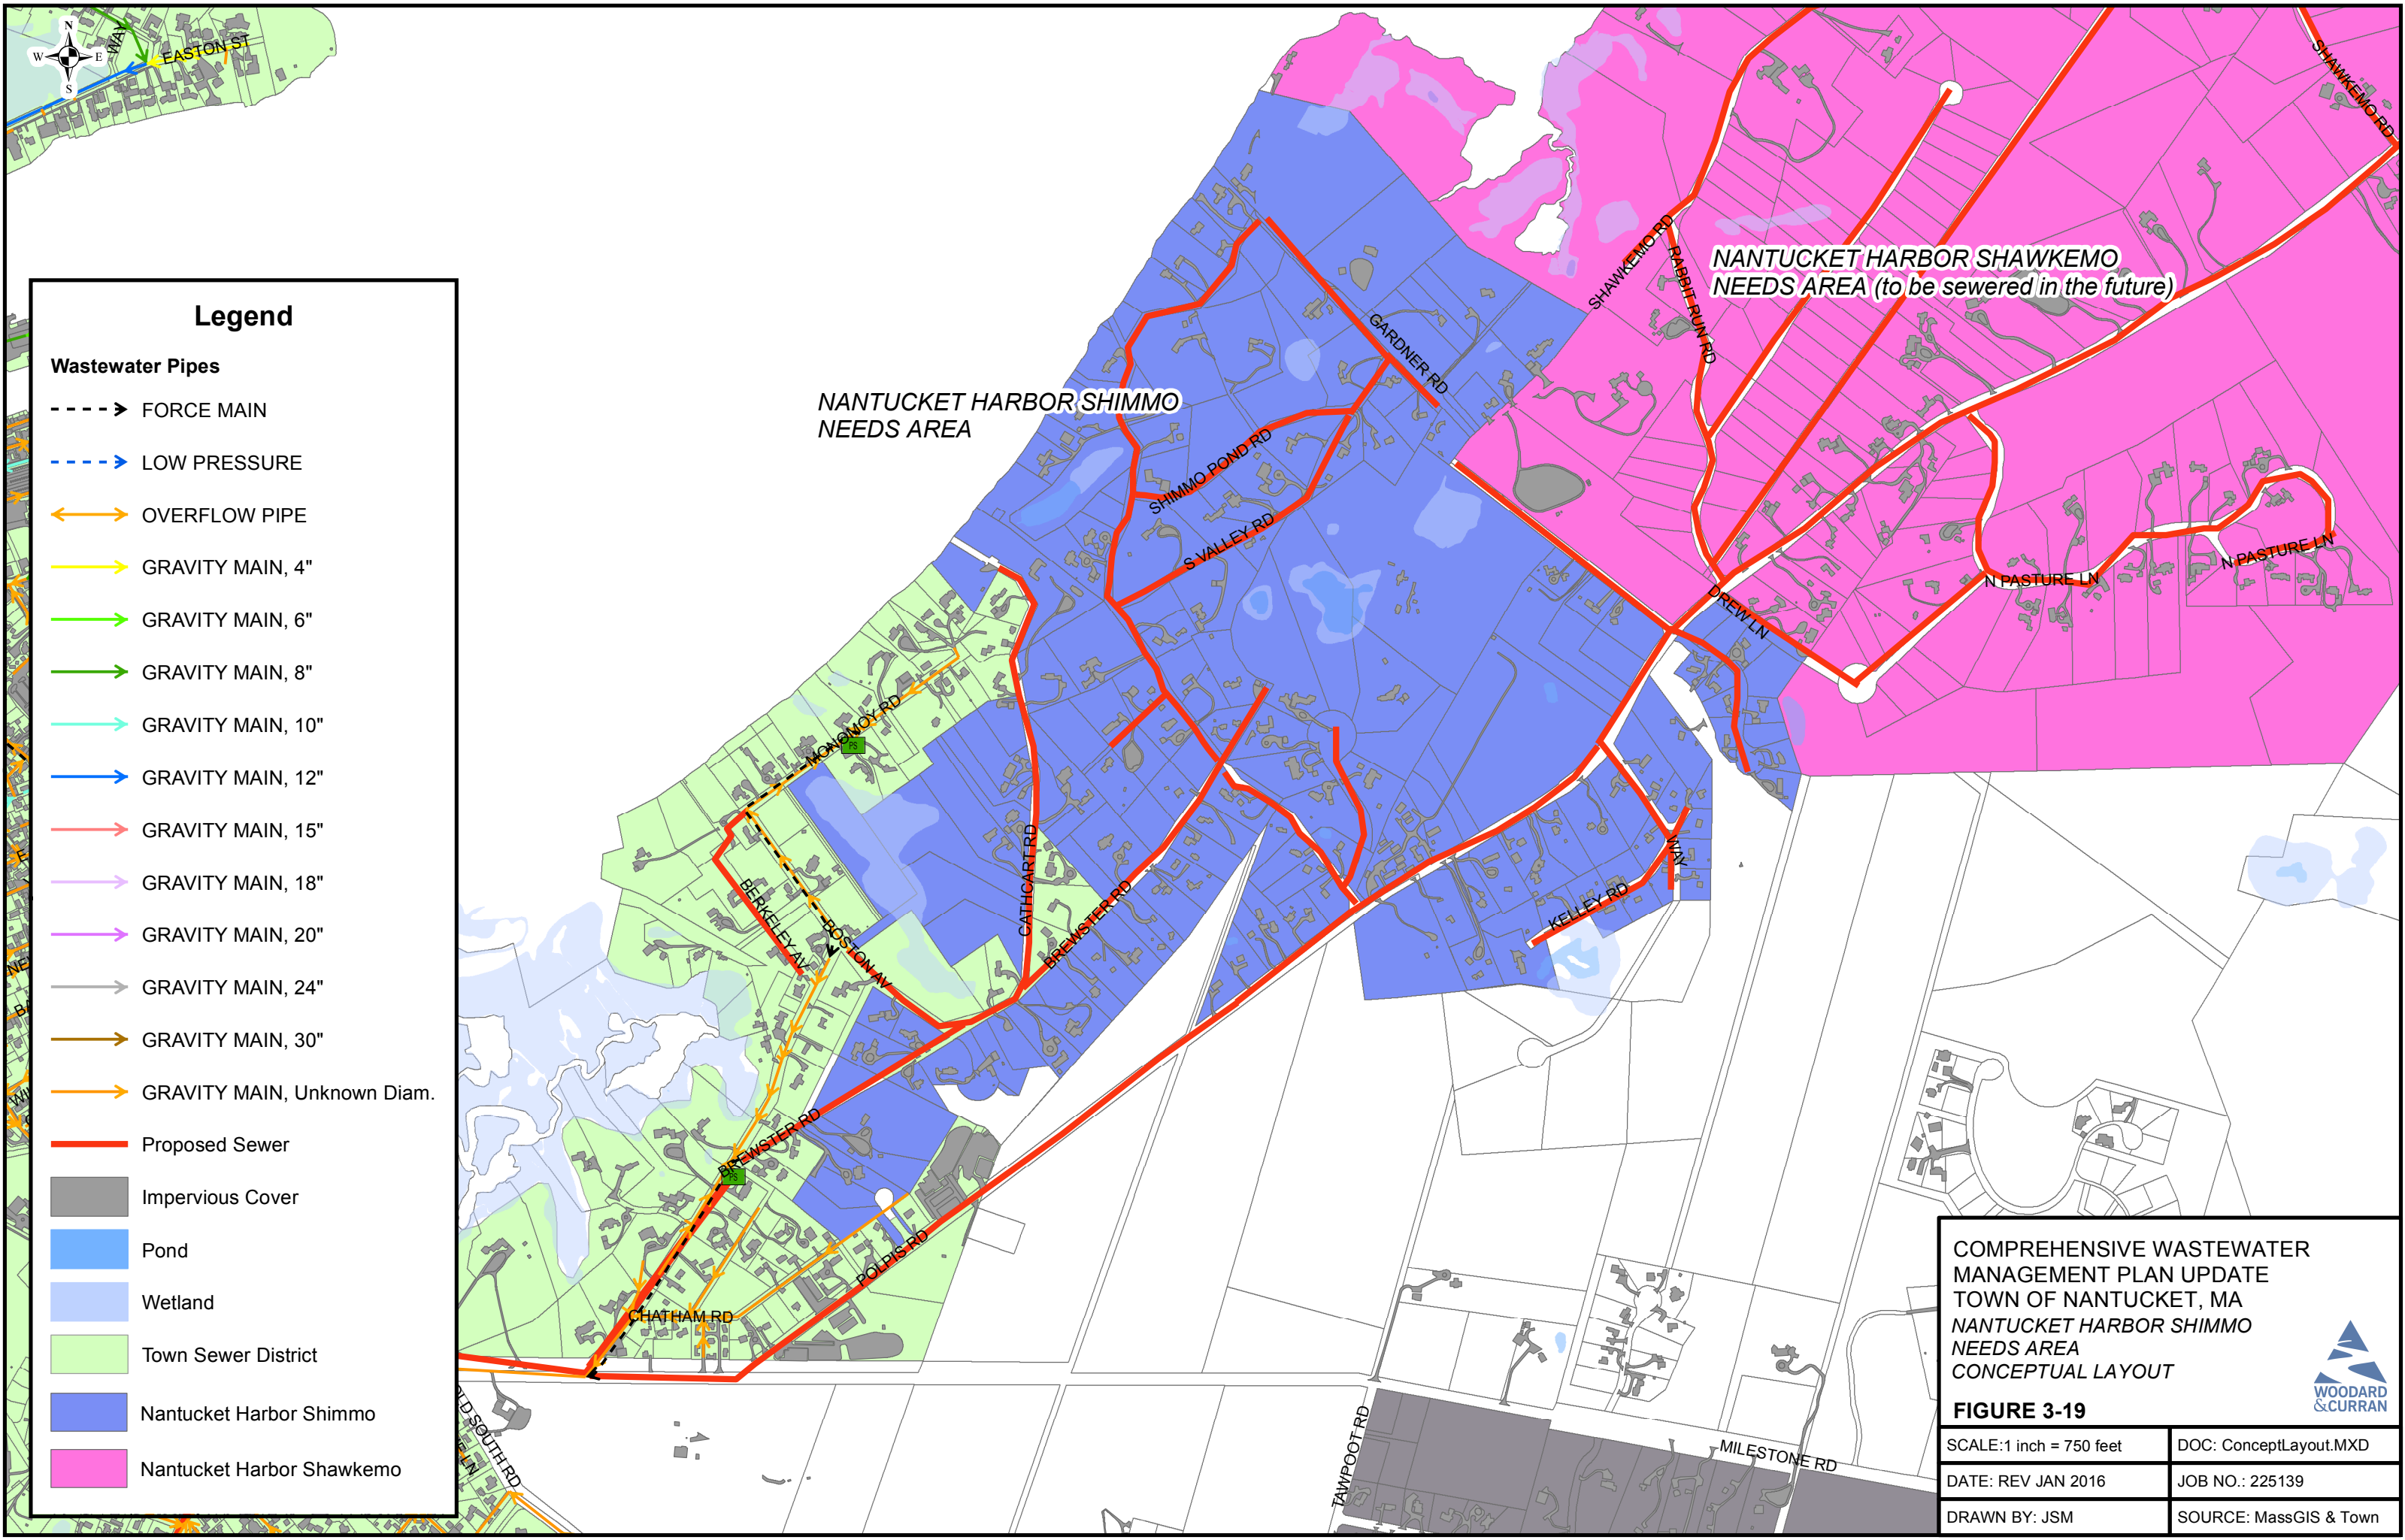 N
W E
S
WAY
EASTON ST
SHAWKEMO RD
NANTUCKET HARBOR SHAWKEMO
NEEDS AREA (to be sewered in the future)
SHAWKEMO RD
RABBIT RUN RD
GARDNER RD
NANTUCKET HARBOR SHIMMO
NEEDS AREA
SHIMMO POND RD
S VALLEY RD
N PASTURE LN
N PASTURE LN
DREW LN
MONOMOY RD
PS
CATHCART RD
BERKELEY AV
BOSTON AV
BREWSTER RD
WAY
KELLEY RD
BREWSTER RD
PS
POLPIS RD
CHATHAM RD
OLD SOUTH RD
LN
TAWPOOT RD
MILESTONE RD
Legend
Wastewater Pipes
FORCE MAIN
LOW PRESSURE
OVERFLOW PIPE
GRAVITY MAIN, 4"
GRAVITY MAIN, 6"
GRAVITY MAIN, 8"
GRAVITY MAIN, 10"
GRAVITY MAIN, 12"
GRAVITY MAIN, 15"
GRAVITY MAIN, 18"
GRAVITY MAIN, 20"
GRAVITY MAIN, 24"
GRAVITY MAIN, 30"
GRAVITY MAIN, Unknown Diam.
Proposed Sewer
Impervious Cover
Pond
Wetland
Town Sewer District
Nantucket Harbor Shimmo
Nantucket Harbor Shawkemo
COMPREHENSIVE WASTEWATER
MANAGEMENT PLAN UPDATE
TOWN OF NANTUCKET, MA
NANTUCKET HARBOR SHIMMO
NEEDS AREA
CONCEPTUAL LAYOUT
FIGURE 3-19
WOODARD
&CURRAN
SCALE:1 inch = 750 feet
DOC: ConceptLayout.MXD
DATE: REV JAN 2016
JOB NO.: 225139
DRAWN BY: JSM
SOURCE: MassGIS & Town